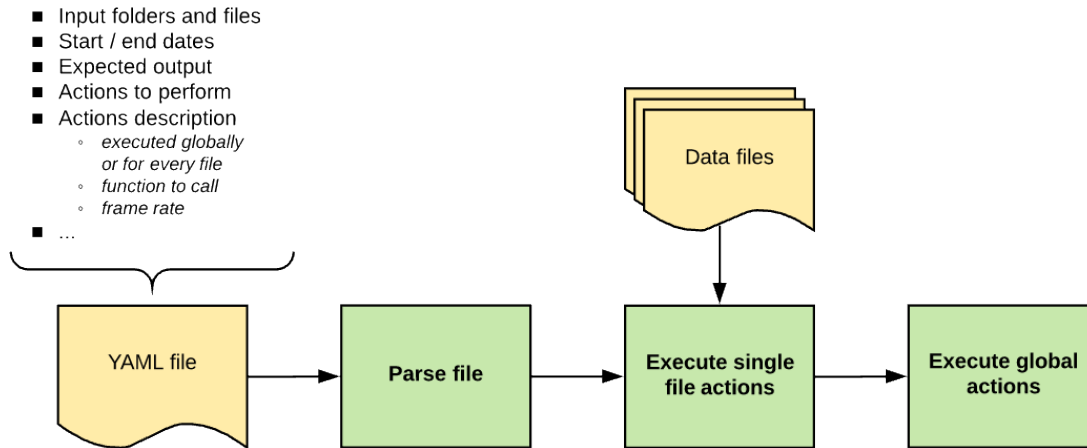 ■ Input folders and files
■ Start / end dates
■ Expected output
■ Actions to perform
■ Actions description
◦ executed globally
or for every file
◦ function to call
◦ frame rate
■ ...
Data files
YAML file
Parse file
Execute single
file actions
Execute global
actions